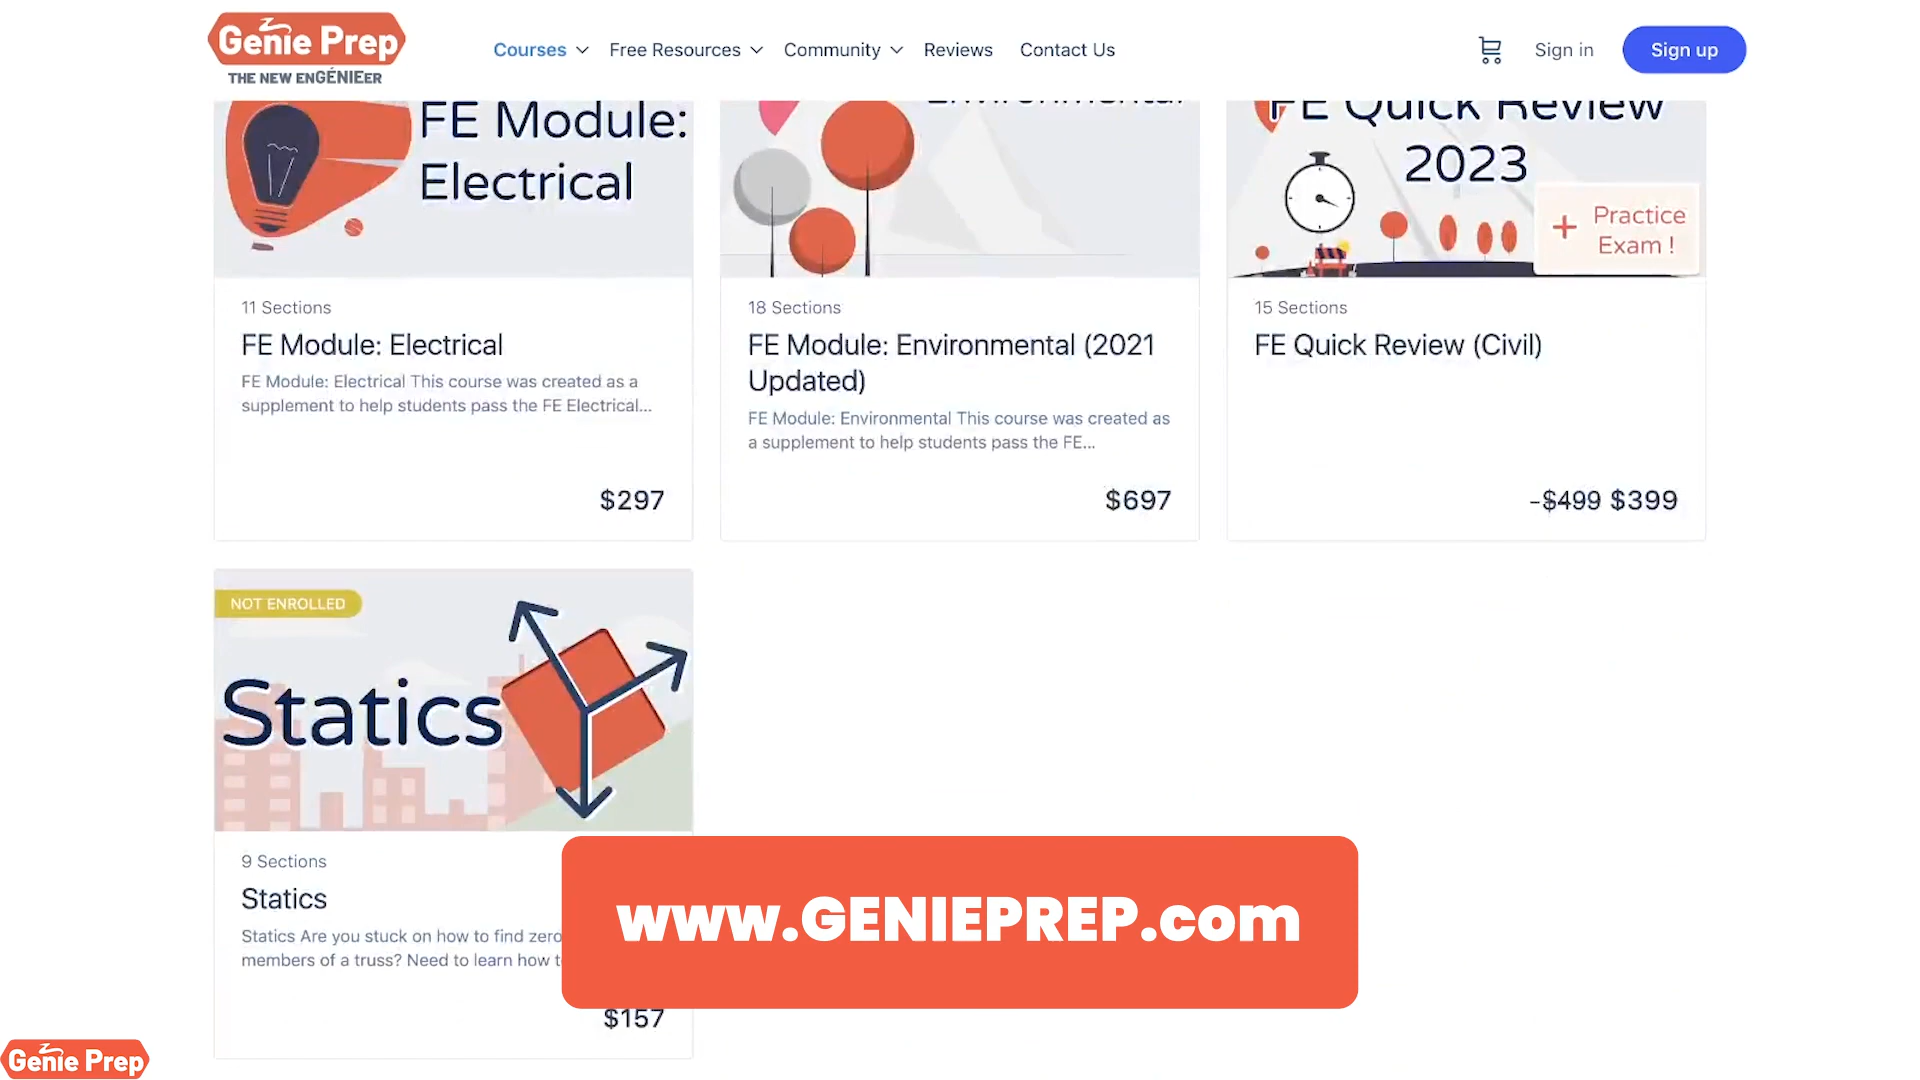 Genie Prep
THE NEW ENGÉNIEER
Courses
Free Resources
Community
Reviews
Contact Us
Sign in
Sign up
FE Module:
Electrical
Environmental
FE Quick Review
2023
+ Practice
Exam !
11 Sections
FE Module: Electrical
FE Module: Electrical This course was created as a
supplement to help students pass the FE Electrical...
$297
18 Sections
FE Module: Environmental (2021
Updated)
FE Module: Environmental This course was created as
a supplement to help students pass the FE...
$697
15 Sections
FE Quick Review (Civil)
-$499 $399
NOT ENROLLED
Statics
9 Sections
Statics
Statics Are you stuck on how to find zero
members of a truss? Need to learn how
$157
www.GENIEPREP.com
Genie Prep